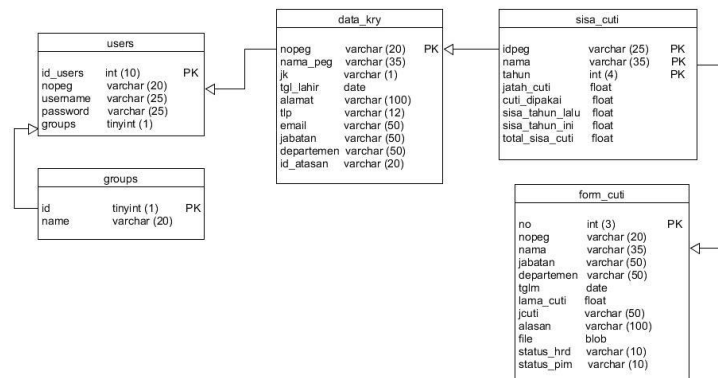 users
id_users int (10) PK
nopeg varchar (20)
username varchar (25)
password varchar (25)
groups tinyint (1)
groups
id tinyint (1) PK
name varchar (20)
data_kry
nopeg varchar (20) PK
nama_peg varchar (35)
jk varchar (1)
tgl_lahir date
alamat varchar (100)
tlp varchar (12)
email varchar (50)
jabatan varchar (50)
departemen varchar (50)
id_atasan varchar (20)
sisa_cuti
idpeg varchar (25) PK
nama varchar (35) PK
tahun int (4) PK
jatah_cuti float
cuti_dipakai float
sisa_tahun_lalu float
sisa_tahun_ini float
total_sisa_cuti float
form_cuti
no int (3) PK
nopeg varchar (20)
nama varchar (35)
jabatan varchar (50)
departemen varchar (50)
tglm date
lama_cuti float
jcuti varchar (50)
alasan varchar (100)
file blob
status_hrd varchar (10)
status_pim varchar (10)